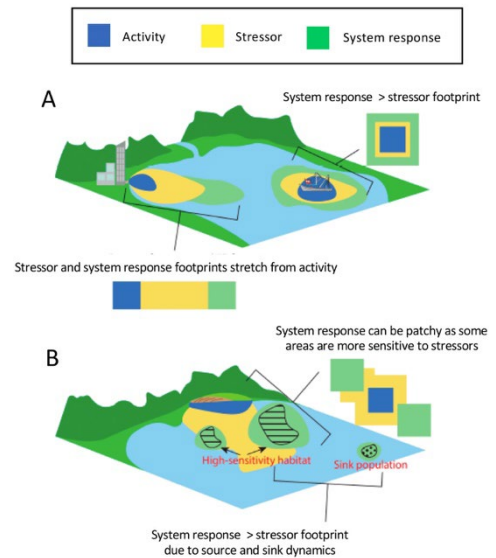 Activity Stressor System response
A
System response > stressor footprint
Stressor and system response footprints stretch from activity
System response can be patchy as some
areas are more sensitive to stressors
B
High-sensitivity habitat
Sink population
System response > stressor footprint
due to source and sink dynamics